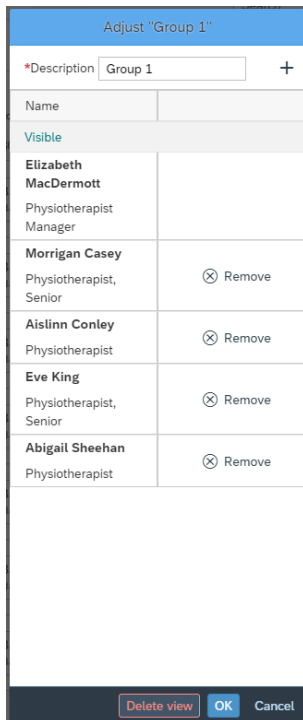 Adjust "Group 1"
*Description Group 1 +
Name
Visible
Elizabeth
MacDermott
Physiotherapist
Manager
Morrigan Casey
Physiotherapist,
Senior
Remove
Aislinn Conley
Physiotherapist
Remove
Eve King
Physiotherapist,
Senior
Remove
Abigail Sheehan
Physiotherapist
Remove
Delete view OK Cancel